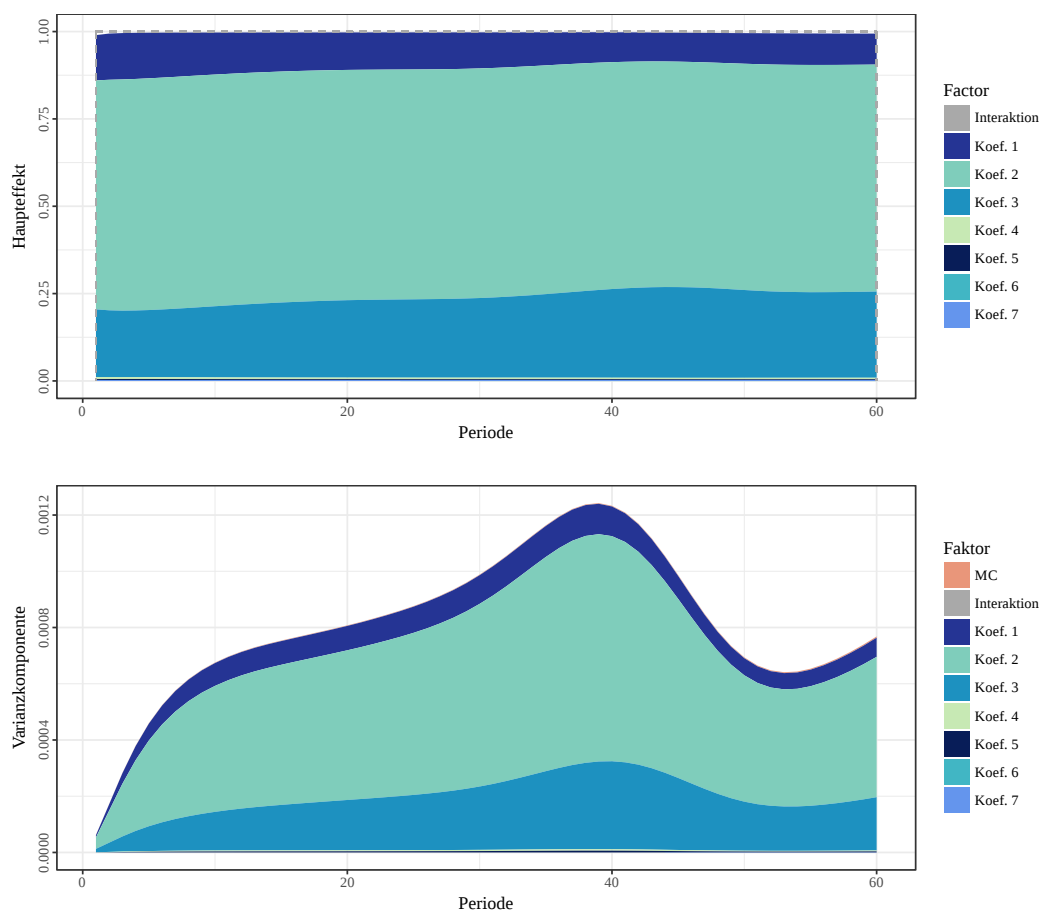 Haupteffekt
1.00
0.75
0.50
0.25
0.00
0
20
40
60
Periode
Factor
Interaktion
Koef. 1
Koef. 2
Koef. 3
Koef. 4
Koef. 5
Koef. 6
Koef. 7
Varianzkomponente
0.0012
0.0008
0.0004
0.0000
0
20
40
60
Periode
Faktor
MC
Interaktion
Koef. 1
Koef. 2
Koef. 3
Koef. 4
Koef. 5
Koef. 6
Koef. 7